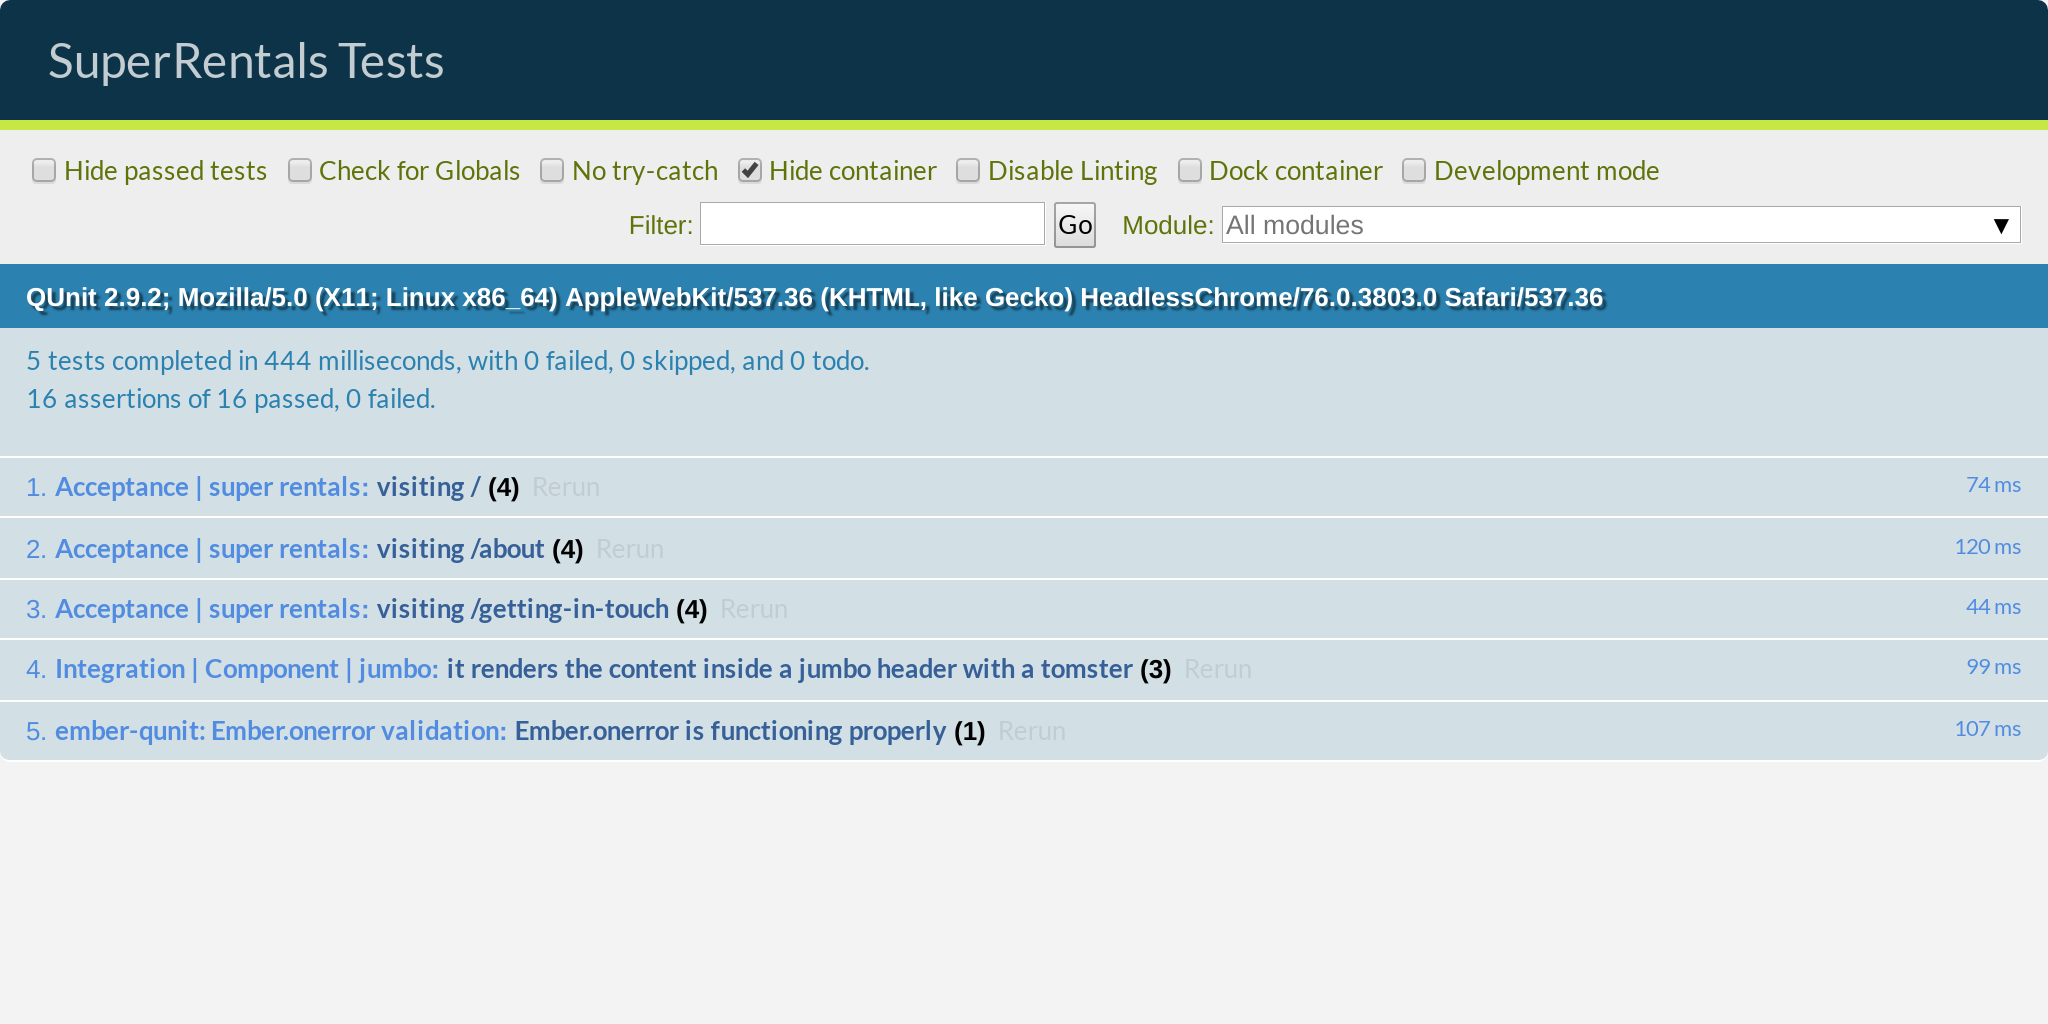 SuperRentals Tests
Hide passed tests Check for Globals No try-catch Hide container Disable Linting Dock container Development mode
Filter: Go Module: All modules ▼
QUnit 2.9.2; Mozilla/5.0 (X11; Linux x86_64) AppleWebKit/537.36 (KHTML, like Gecko) HeadlessChrome/76.0.3803.0 Safari/537.36
5 tests completed in 444 milliseconds, with 0 failed, 0 skipped, and 0 todo.
16 assertions of 16 passed, 0 failed.
1. Acceptance | super rentals: visiting / (4) Rerun 74 ms
2. Acceptance | super rentals: visiting /about (4) Rerun 120 ms
3. Acceptance | super rentals: visiting /getting-in-touch (4) Rerun 44 ms
4. Integration | Component | jumbo: it renders the content inside a jumbo header with a tomster (3) Rerun 99 ms
5. ember-qunit: Ember.onerror validation: Ember.onerror is functioning properly (1) Rerun 107 ms